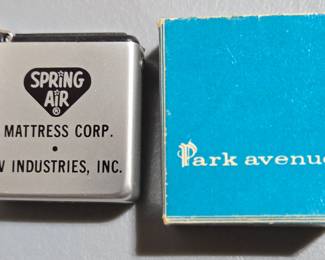 SPRiNG
AiR
®
MATTRESS CORP.
•
INDUSTRIES, INC.
Park avenue